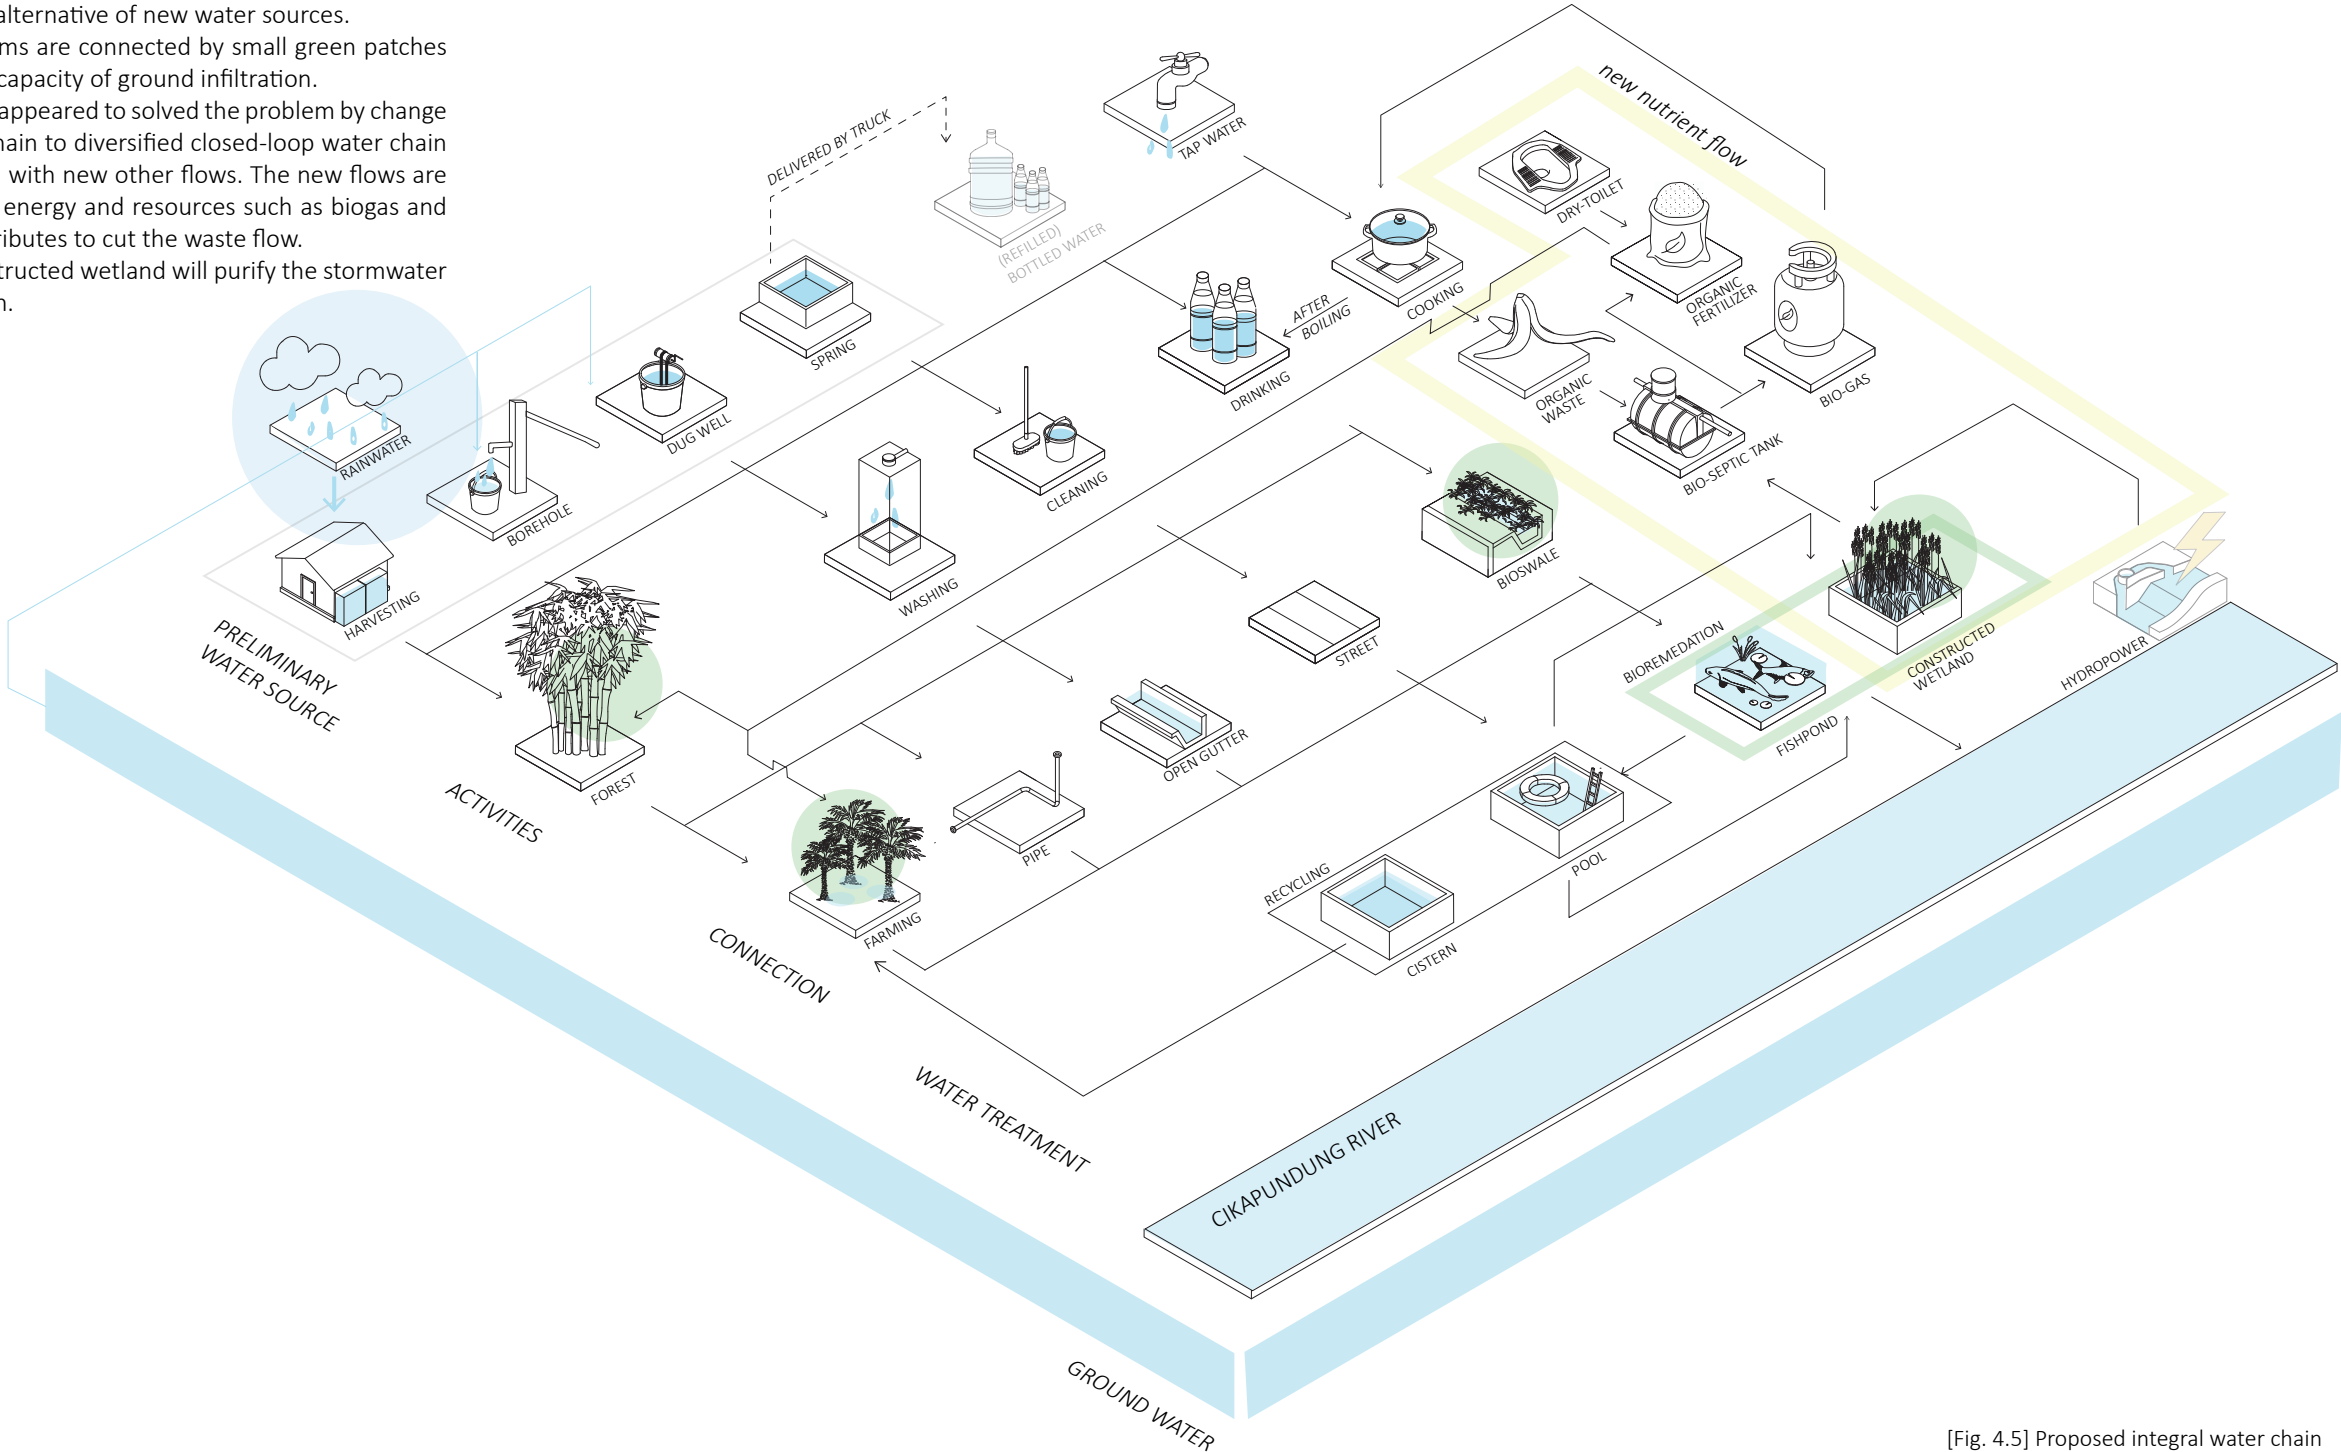 alternative of new water sources.
ms are connected by small green patches
capacity of ground infiltration.
appeared to solved the problem by change
hain to diversified closed-loop water chain
with new other flows. The new flows are
energy and resources such as biogas and
ributes to cut the waste flow.
tructed wetland will purify the stormwater
n.
TAP WATER
DELIVERED BY TRUCK
(REFILLED)
BOTTLED WATER
new nutrient flow
DRY-TOILET
ORGANIC
FERTILIZER
BIO-GAS
COOKING
AFTER
BOILING
DRINKING
ORGANIC
WASTE
BIO-SEPTIC TANK
SPRING
DUG WELL
BOREHOLE
RAINWATER
HARVESTING
PRELIMINARY
WATER SOURCE
CLEANING
WASHING
FOREST
ACTIVITIES
BIOSWALE
STREET
OPEN GUTTER
PIPE
FARMING
CONNECTION
BIOREMEDATION
CONSTRUCTED
WETLAND
FISHPOND
HYDROPOWER
POOL
RECYCLING
CISTERN
WATER TREATMENT
CIKAPUNDUNG RIVER
GROUND WATER
[Fig. 4.5] Proposed integral water chain